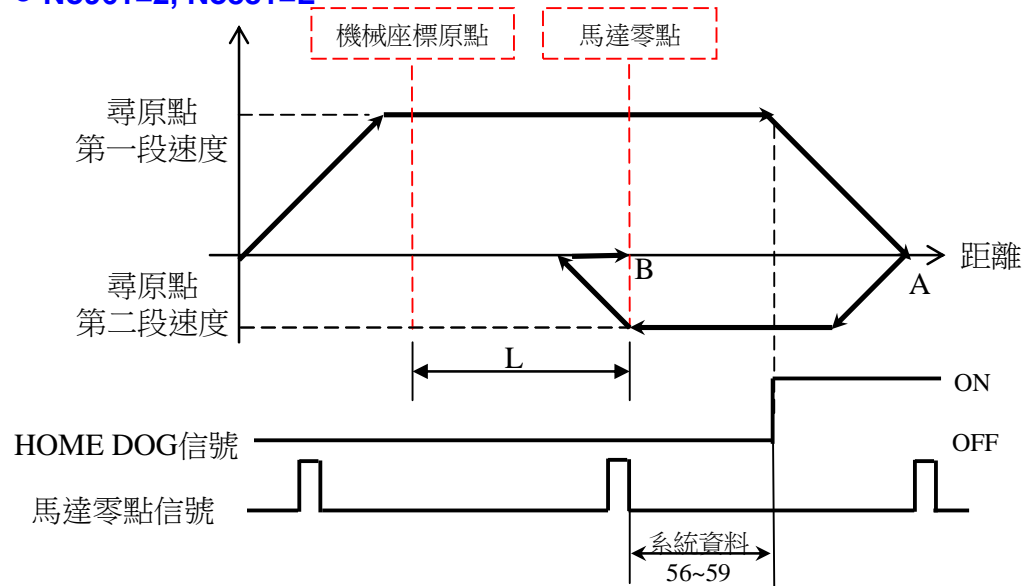 機械座標原點
馬達零點
尋原點
第一段速度
距離
B
A
尋原點
第二段速度
L
ON
HOME DOG信號
OFF
馬達零點信號
系統資料
56~59